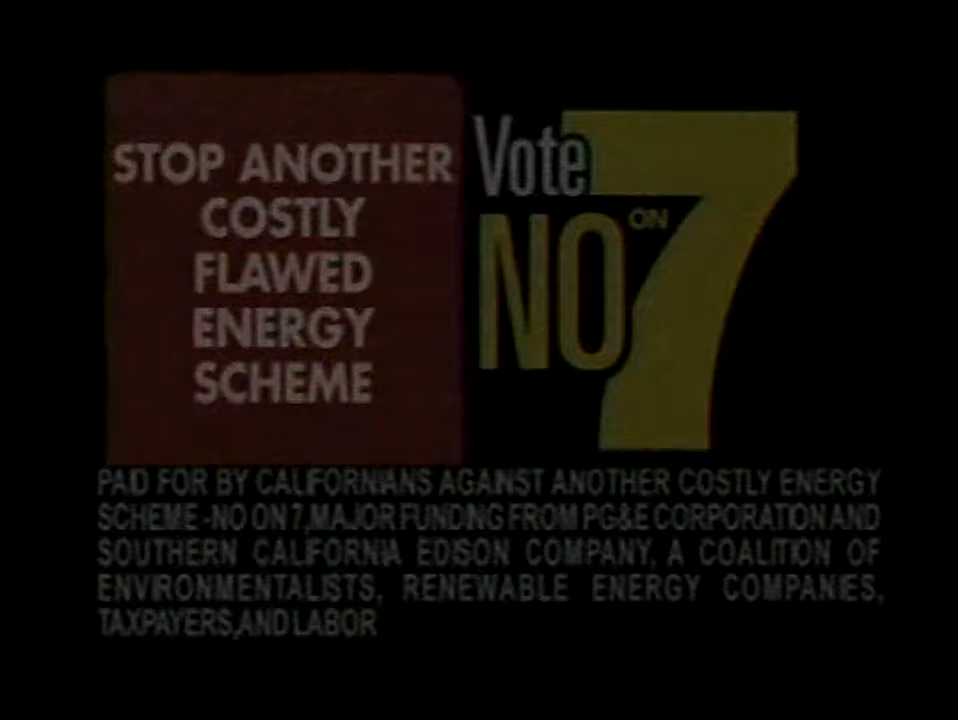 STOP ANOTHER
COSTLY
FLAWED
ENERGY
SCHEME
Vote
NO ON 7
PAID FOR BY CALIFORNIANS AGAINST ANOTHER COSTLY ENERGY
SCHEME -NO ON 7, MAJOR FUNDING FROM PG&E CORPORATION AND
SOUTHERN CALIFORNIA EDISON COMPANY, A COALITION OF
ENVIRONMENTALISTS, RENEWABLE ENERGY COMPANIES,
TAXPAYERS, AND LABOR